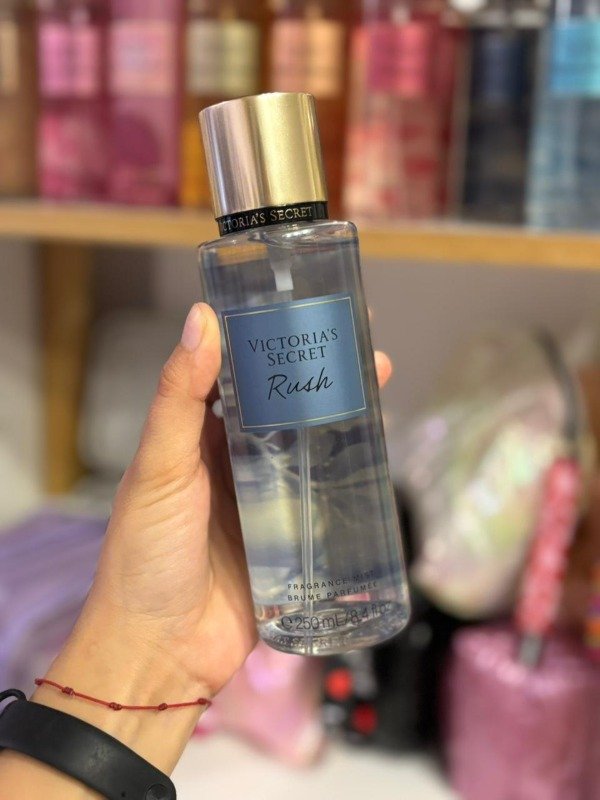 VICTORIA'S SECRET
VICTORIA'S
SECRET
Rush
FRAGRANCE MIST
BRUME PARFUMÉE
℮ 250 mL/8.4 fl oz